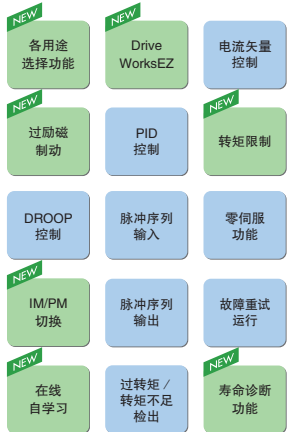 NEW
各用途
选择功能
NEW
Drive
WorksEZ
电流矢量
控制
NEW
过励磁
制动
PID
控制
NEW
转矩限制
DROOP
控制
脉冲序列
输入
零伺服
功能
NEW
IM/PM
切换
脉冲序列
输出
故障重试
运行
NEW
在线
自学习
过转矩／
转矩不足
检出
NEW
寿命诊断
功能